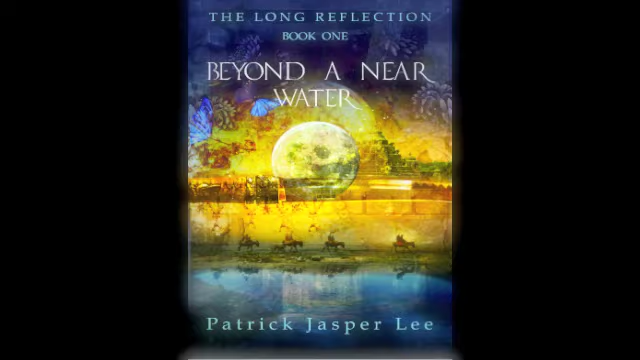 THE LONG REFLECTION
BOOK ONE
BEYOND A NEAR
WATER
Patrick Jasper Lee